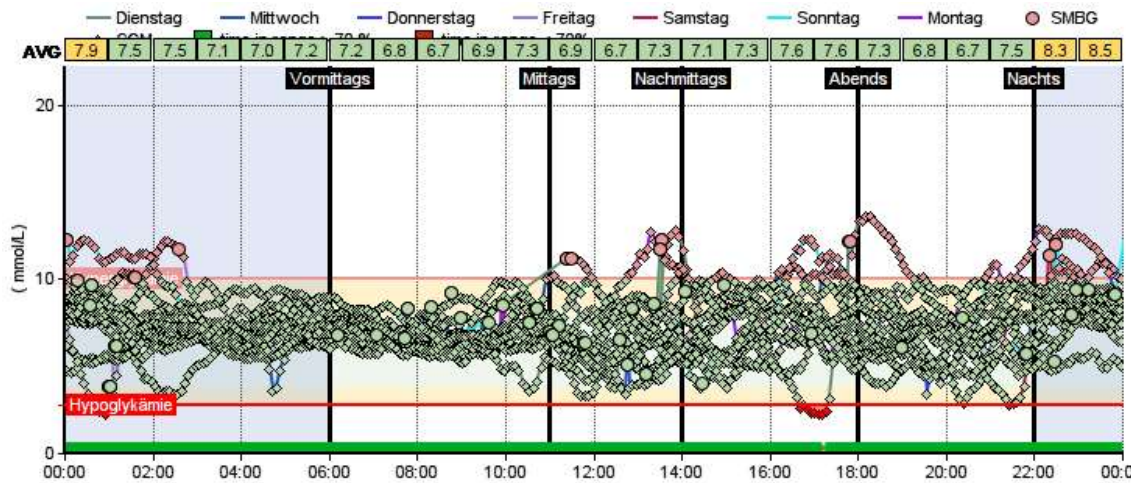 Dienstag Mittwoch Donnerstag Freitag Samstag Sonntag Montag SMBG
AVG 7.9 7.5 7.5 7.1 7.0 7.2 7.2 6.8 6.7 6.9 7.3 6.9 6.7 7.3 7.1 7.3 7.6 7.6 7.3 6.8 6.7 7.5 8.3 8.5
Vormittags Mittags Nachmittags Abends Nachts
20
( mmol/L)
10
Hypoglykämie
0
00:00 02:00 04:00 06:00 08:00 10:00 12:00 14:00 16:00 18:00 20:00 22:00 00:0